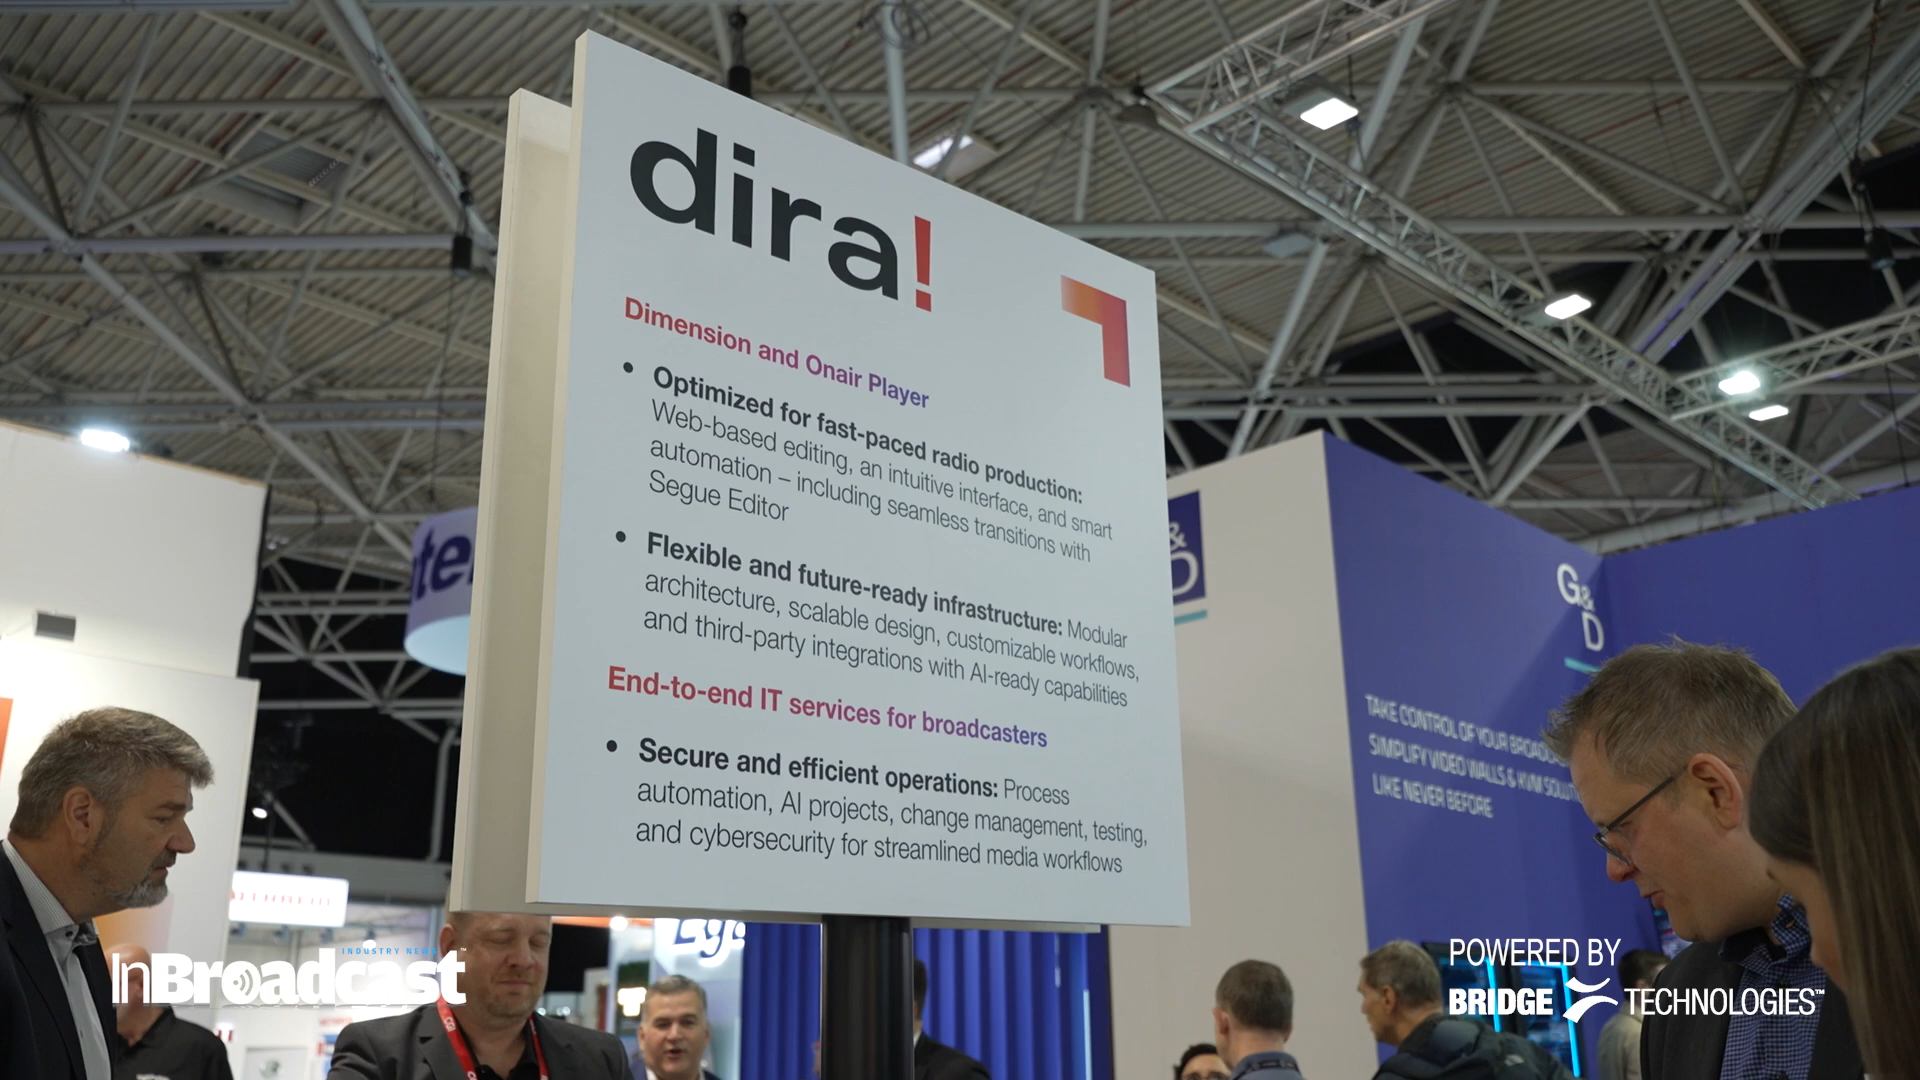 dira!
Dimension and Onair Player
• Optimized for fast-paced radio production:
Web-based editing, an intuitive interface, and smart
automation – including seamless transitions with
Segue Editor
• Flexible and future-ready infrastructure: Modular
architecture, scalable design, customizable workflows,
and third-party integrations with AI-ready capabilities
End-to-end IT services for broadcasters
• Secure and efficient operations: Process
automation, AI projects, change management, testing,
and cybersecurity for streamlined media workflows
&
D
G&
D
TAKE CONTROL OF YOUR
SIMPLIFY VIDEO WALLS & KVM
LIKE NEVER BEFORE
INDUSTRY NEWS
InBroadcast™
POWERED BY
BRIDGE TECHNOLOGIES™